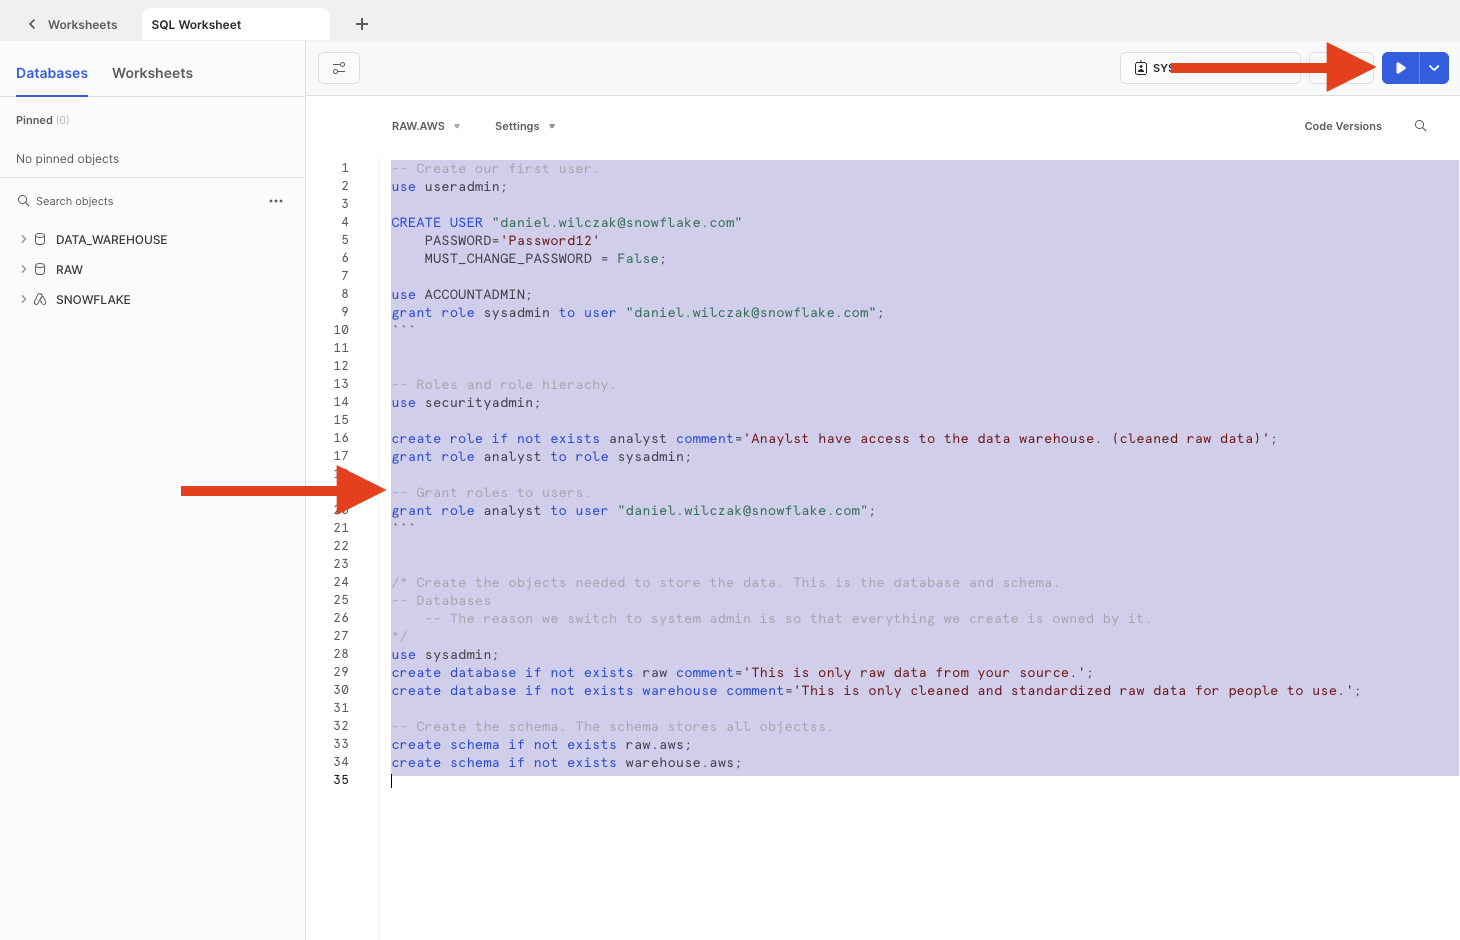 Worksheets
SQL Worksheet
Databases
Worksheets
Pinned (0)
No pinned objects
Search objects
DATA_WAREHOUSE
RAW
SNOWFLAKE
RAW.AWS
Settings
Code Versions
1 -- Create our first user.
2 use useradmin;
3
4 CREATE USER "daniel.wilczak@snowflake.com"
5 PASSWORD='Password12'
6 MUST_CHANGE_PASSWORD = False;
7
8 use ACCOUNTADMIN;
9 grant role sysadmin to user "daniel.wilczak@snowflake.com";
10 ```
11
12
13 -- Roles and role hierachy.
14 use securityadmin;
15
16 create role if not exists analyst comment='Anaylst have access to the data warehouse. (cleaned raw data)';
17 grant role analyst to role sysadmin;
-- Grant roles to users.
grant role analyst to user "daniel.wilczak@snowflake.com";
21 ```
22
23
24 /* Create the objects needed to store the data. This is the database and schema.
25 -- Databases
26 -- The reason we switch to system admin is so that everything we create is owned by it.
27 */
28 use sysadmin;
29 create database if not exists raw comment='This is only raw data from your source.';
30 create database if not exists warehouse comment='This is only cleaned and standardized raw data for people to use.';
31
32 -- Create the schema. The schema stores all objectss.
33 create schema if not exists raw.aws;
34 create schema if not exists warehouse.aws;
35